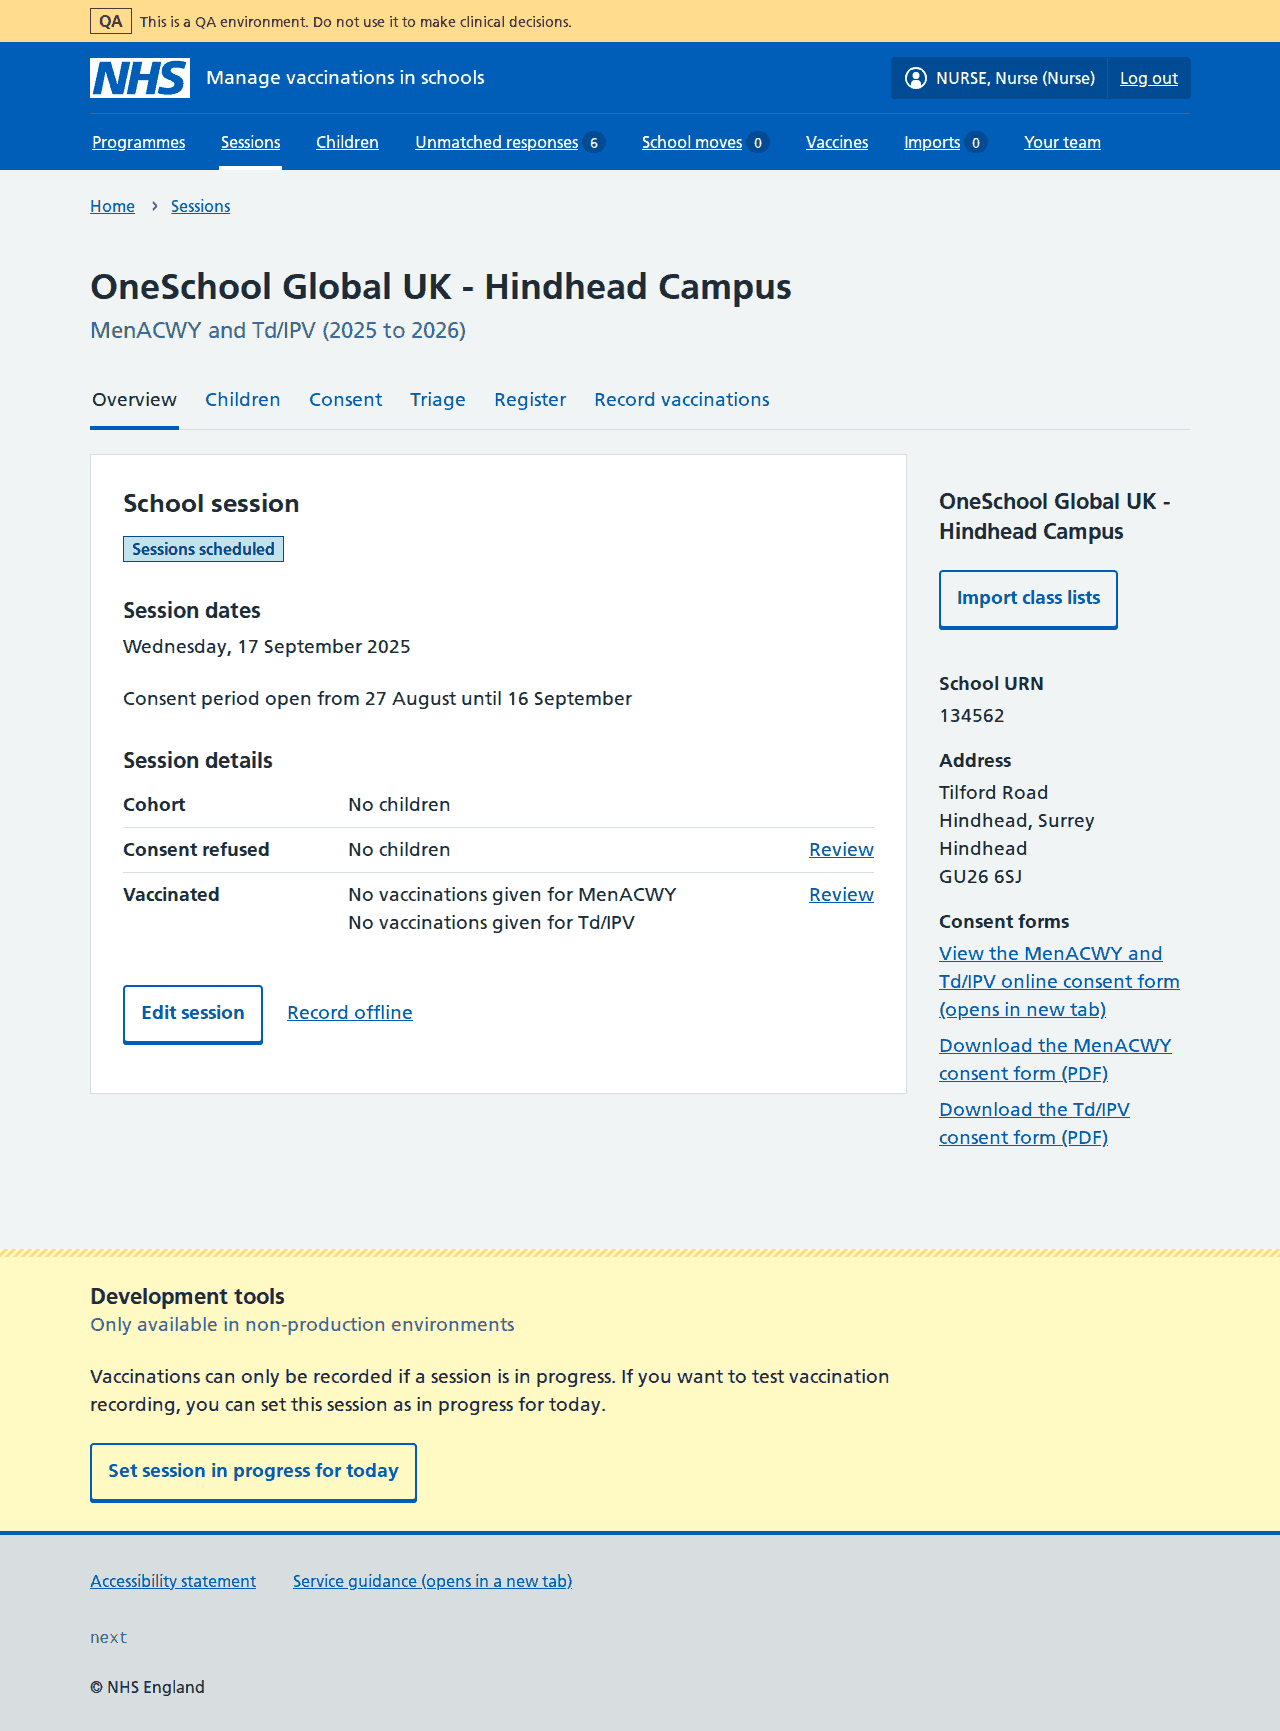 QA This is a QA environment. Do not use it to make clinical decisions.
NHS Manage vaccinations in schools NURSE, Nurse (Nurse) Log out
Programmes Sessions Children Unmatched responses 6 School moves 0 Vaccines Imports 0 Your team
Home › Sessions
OneSchool Global UK - Hindhead Campus
MenACWY and Td/IPV (2025 to 2026)
Overview Children Consent Triage Register Record vaccinations
School session
Sessions scheduled
Session dates
Wednesday, 17 September 2025
Consent period open from 27 August until 16 September
Session details
Cohort No children
Consent refused No children Review
Vaccinated No vaccinations given for MenACWY Review
No vaccinations given for Td/IPV
Edit session Record offline
OneSchool Global UK -
Hindhead Campus
Import class lists
School URN
134562
Address
Tilford Road
Hindhead, Surrey
Hindhead
GU26 6SJ
Consent forms
View the MenACWY and
Td/IPV online consent form
(opens in new tab)
Download the MenACWY
consent form (PDF)
Download the Td/IPV
consent form (PDF)
Development tools
Only available in non-production environments
Vaccinations can only be recorded if a session is in progress. If you want to test vaccination
recording, you can set this session as in progress for today.
Set session in progress for today
Accessibility statement Service guidance (opens in a new tab)
next
© NHS England